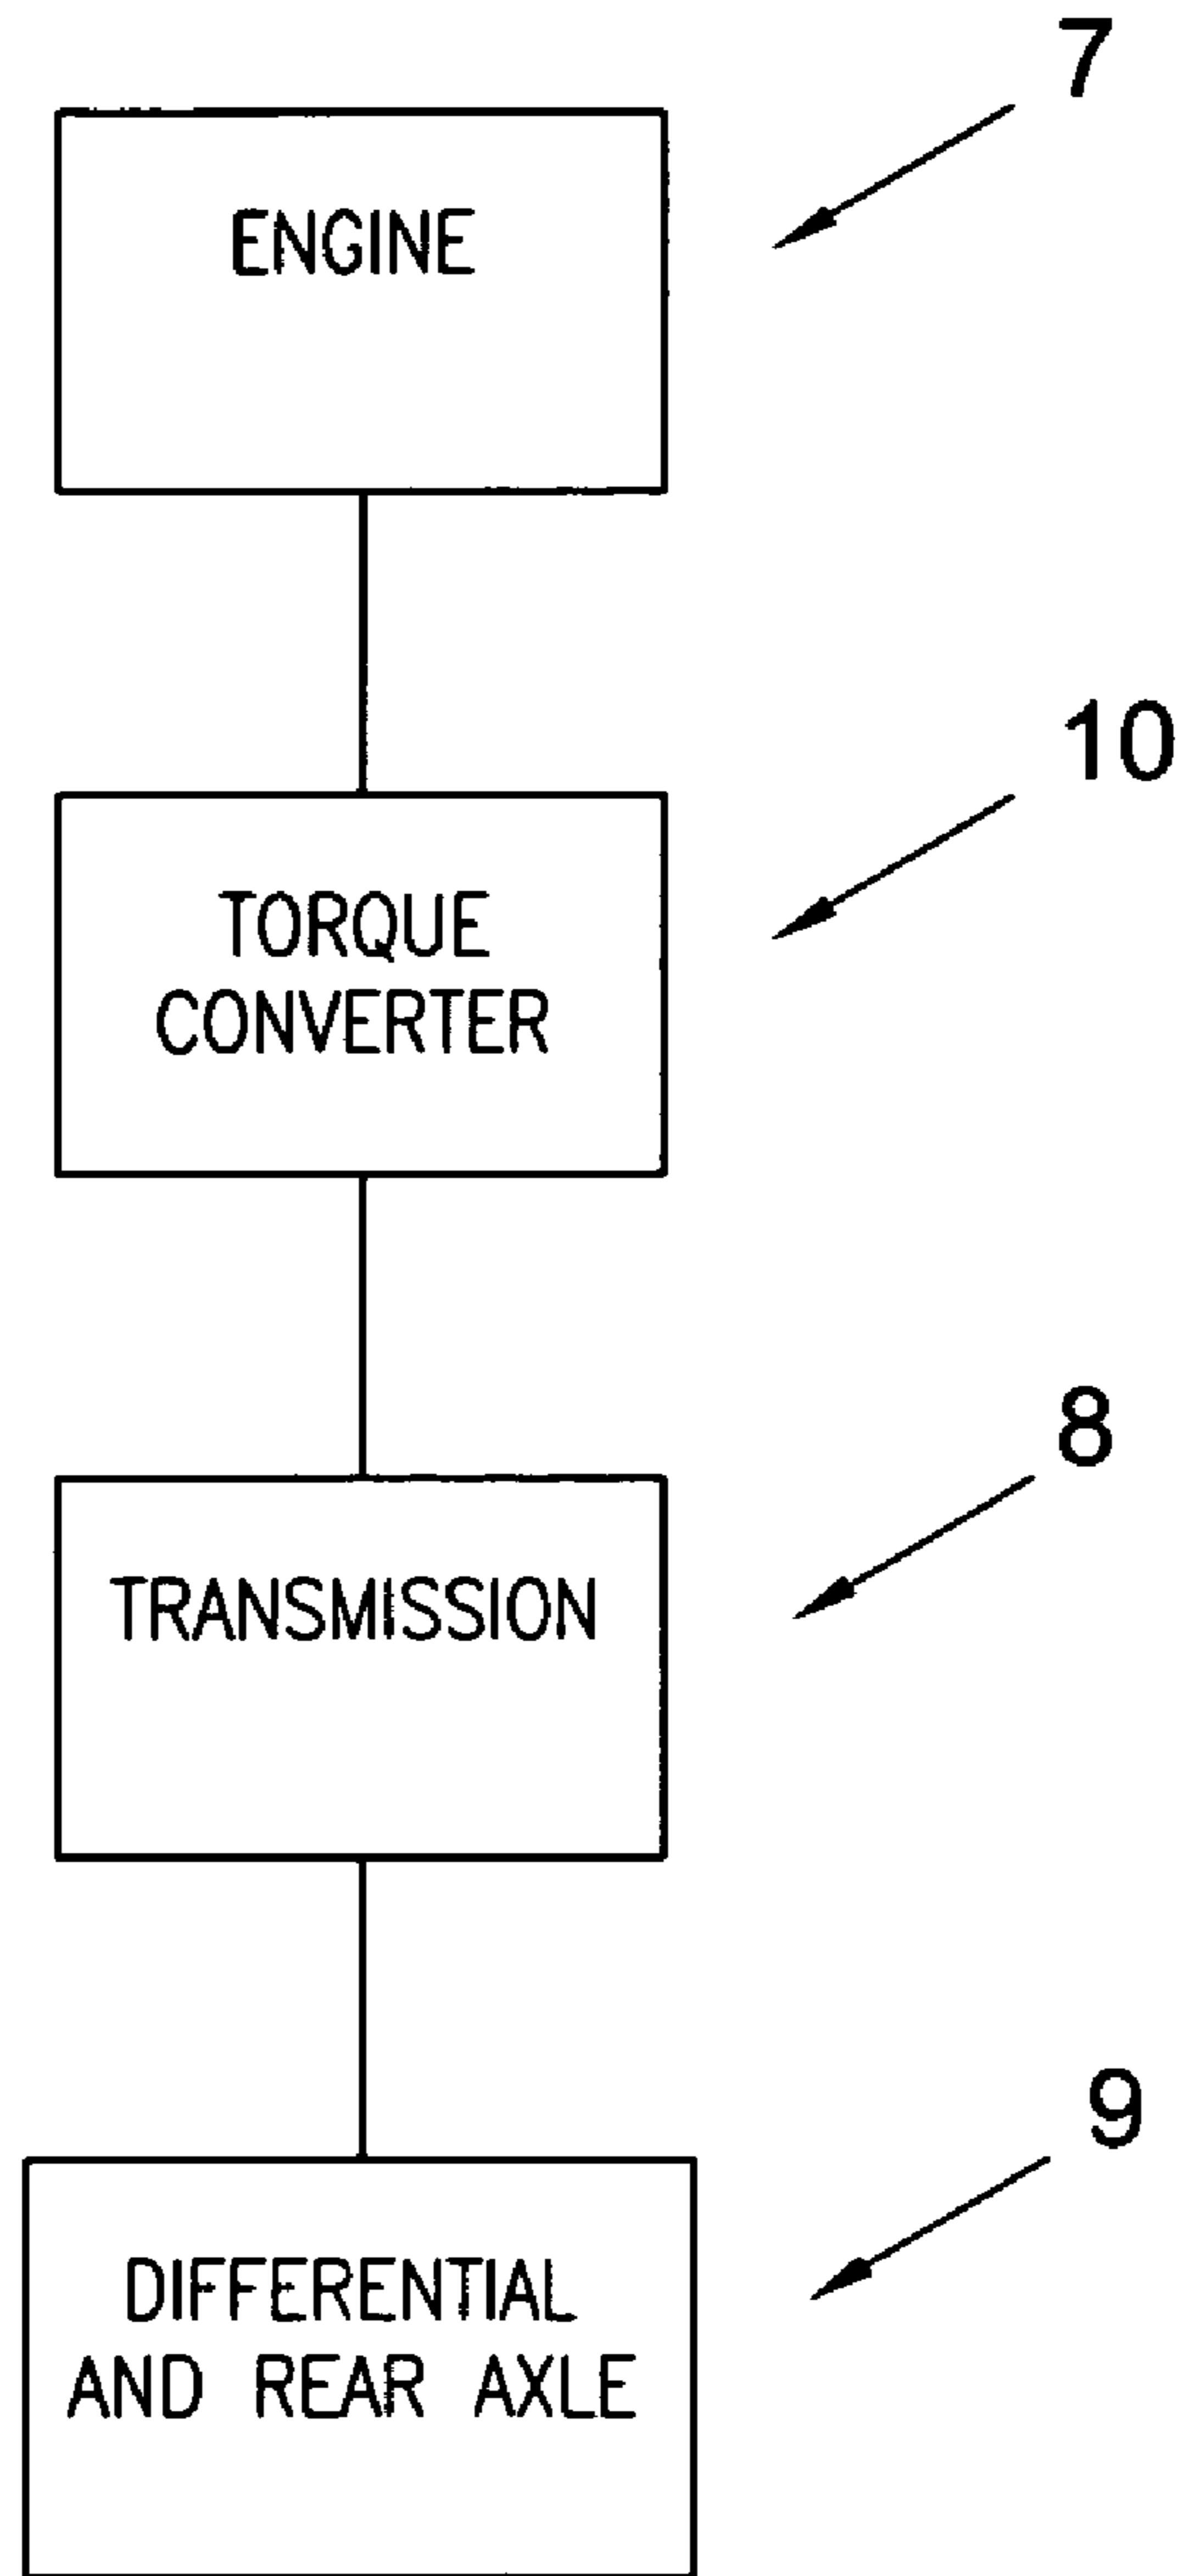 7
ENGINE
10
TORQUE
CONVERTER
8
TRANSMISSION
9
DIFFERENTIAL
AND REAR AXLE